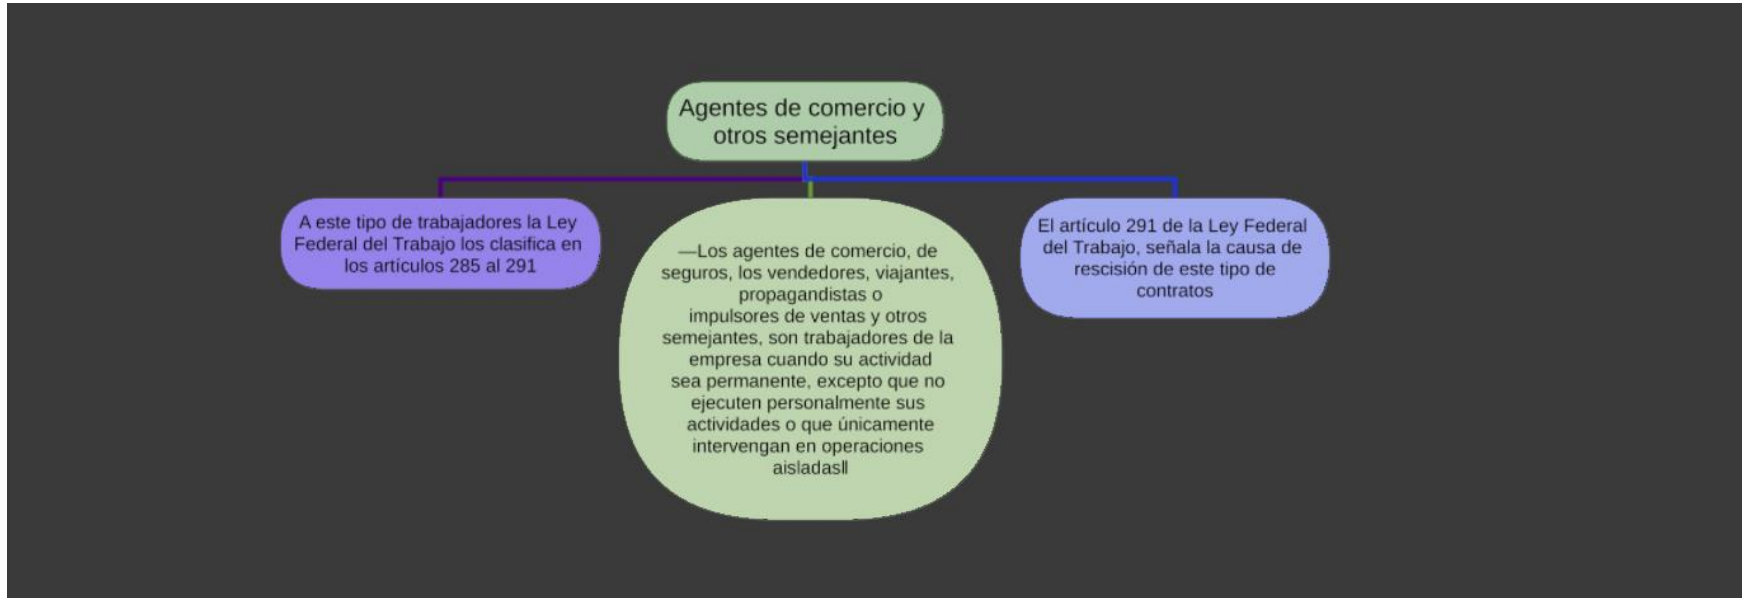 Agentes de comercio y
otros semejantes
A este tipo de trabajadores la Ley
Federal del Trabajo los clasifica en
los artículos 285 al 291
―Los agentes de comercio, de
seguros, los vendedores, viajantes,
propagandistas o
impulsores de ventas y otros
semejantes, son trabajadores de la
empresa cuando su actividad
sea permanente, excepto que no
ejecuten personalmente sus
actividades o que únicamente
intervengan en operaciones
aisladas‖
El artículo 291 de la Ley Federal
del Trabajo, señala la causa de
rescisión de este tipo de
contratos